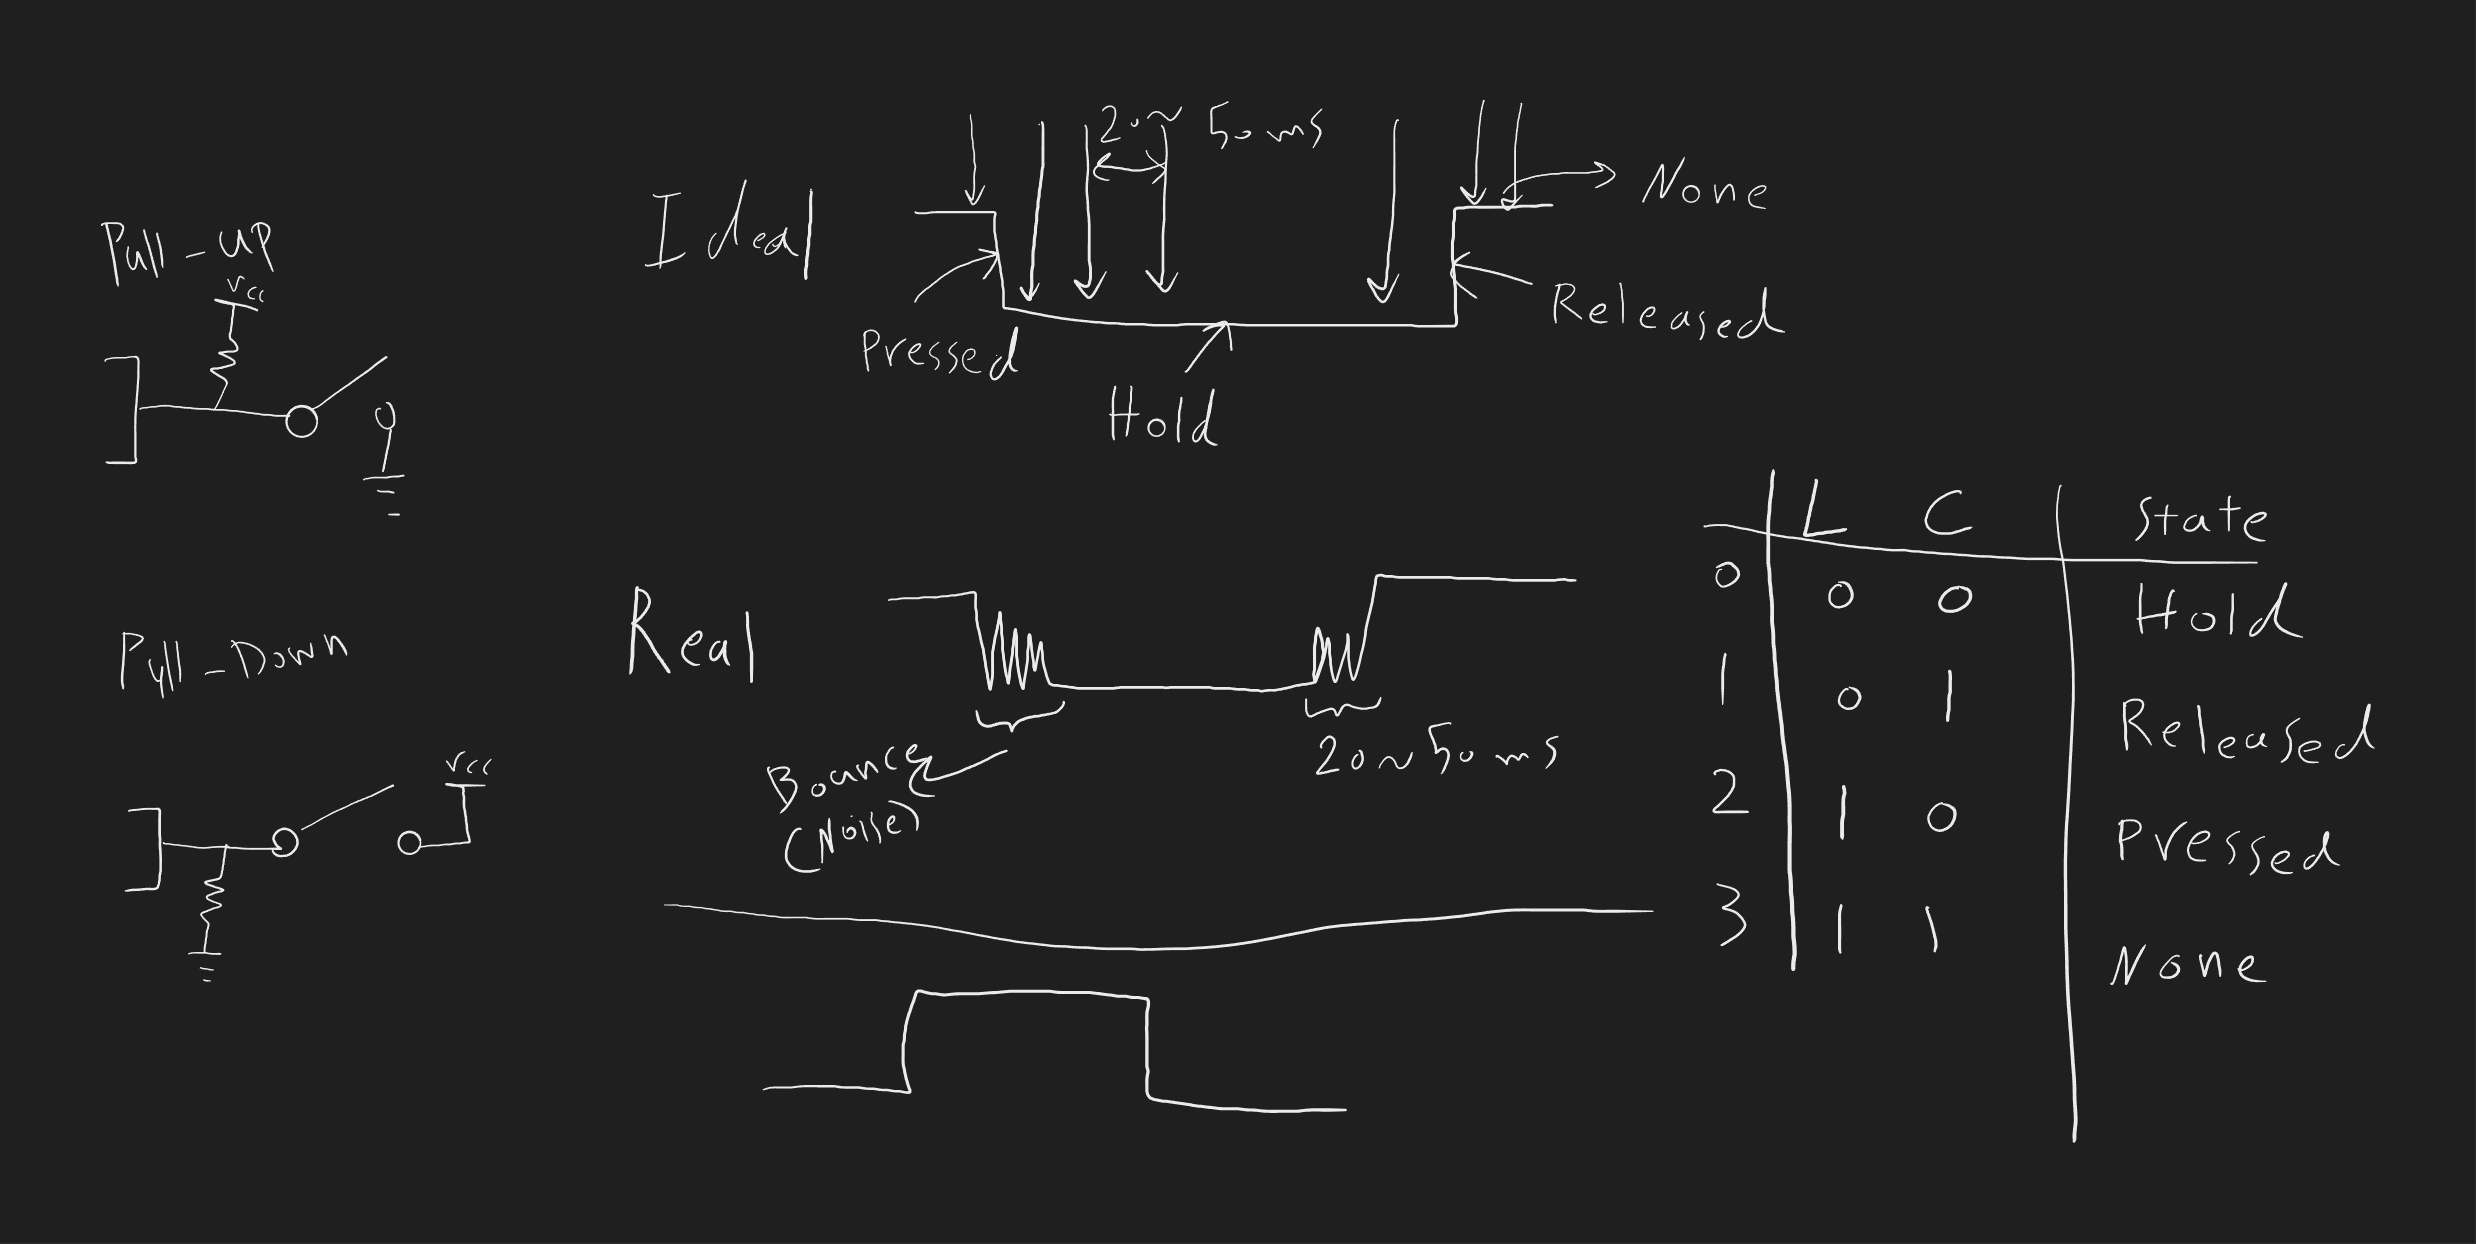 Pull-UP
Vcc
Pull-Down
Vcc
Ideal
20~ 50ms
None
Pressed
Released
Hold
Real
Bounce
(Noise)
20~50ms
L C State
0 0 0 Hold
1 0 1 Released
2 1 0 Pressed
3 1 1 None